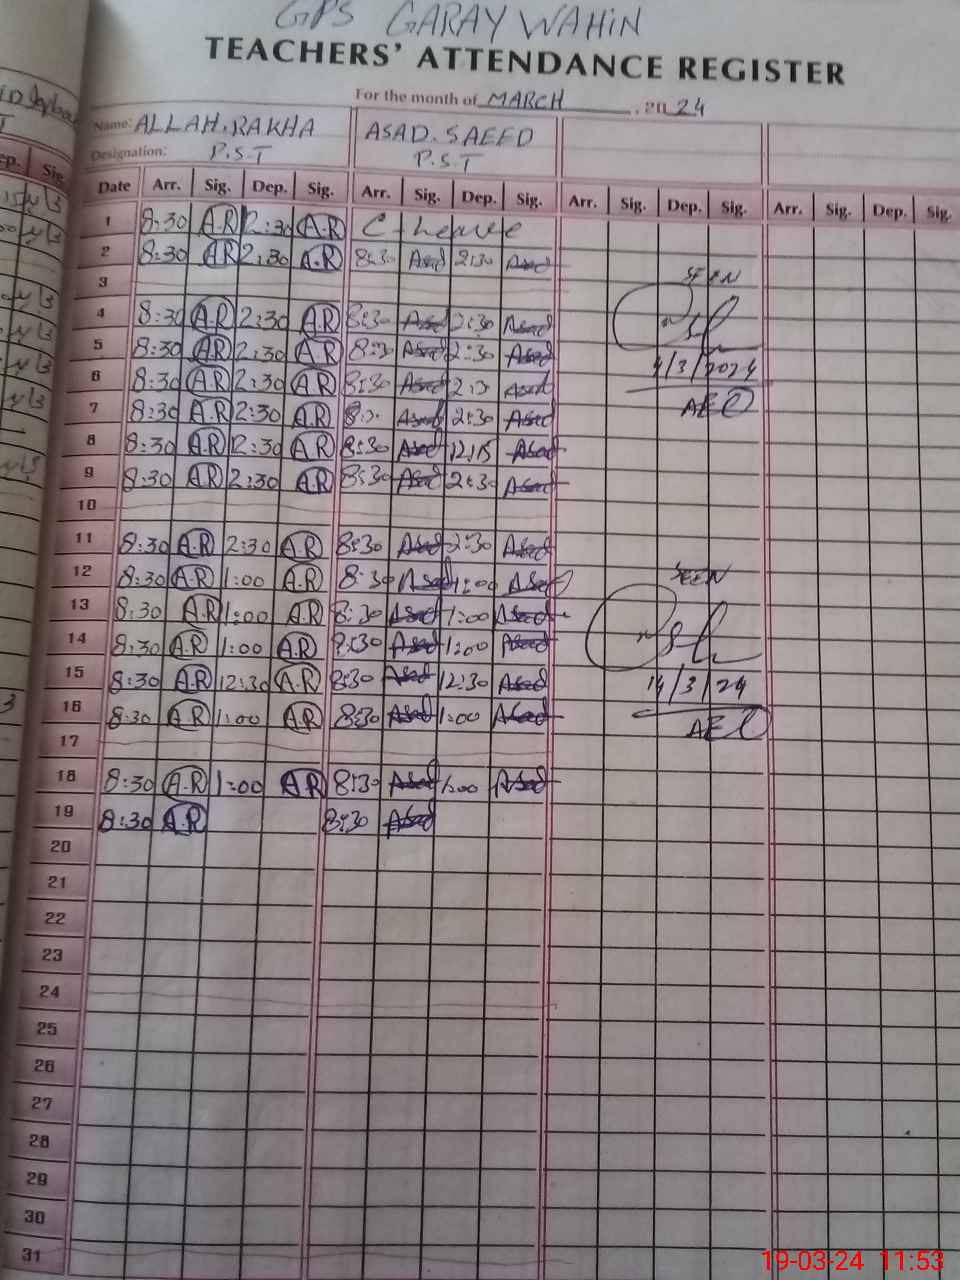 GPS GARAY WAHIN
TEACHERS' ATTENDANCE REGISTER
For the month of MARCH, 2024
Name: ALLAH. RAKHA ASAD. SAEED
Designation: P.S.T P.S.T
Date Arr. Sig. Dep. Sig. Arr. Sig. Dep. Sig. Arr. Sig. Dep. Sig. Arr. Sig. Dep. Sig.
1 8:30 A.R 2:30 A.R C-leave
2 8:30 A.R 2:30 A.R 8:30 Asad 2:30 Asad
3 SEEN
4 8:30 A.R 2:30 A.R 8:30 Asad 2:30 Asad
5 8:30 A.R 2:30 A.R 8:30 Asad 2:30 Asad
6 8:30 A.R 2:30 A.R 8:30 Asad Asad 4/3/2024
7 8:30 A.R 2:30 A.R Asad 2:30 Asad AEO
8 8:30 A.R 12:30 A.R 8:30 Asad 12:15 Asad
9 8:30 A.R 2:30 A.R 8:30 Asad 2:30 Asad
10
11 8:30 A.R 2:30 A.R 8:30 Asad 2:30 Asad
12 8:30 A.R 1:00 A.R 8:30 Asad 1:00 Asad SEEN
13 8:30 A.R 1:00 A.R 8:30 Asad 1:00 Asad
14 8:30 A.R 1:00 A.R 8:30 Asad 1:00 Asad
15 8:30 A.R 12:30 A.R 8:30 Asad 12:30 Asad 14/3/24
16 8:30 A.R 1:00 A.R 8:30 Asad 1:00 Asad AEO
17
18 8:30 A.R 1:00 A.R 8:30 Asad 1:00 Asad
19 8:30 A.R 8:30 Asad
20
21
22
23
24
25
26
27
28
29
30
31
19-03-24 11:53